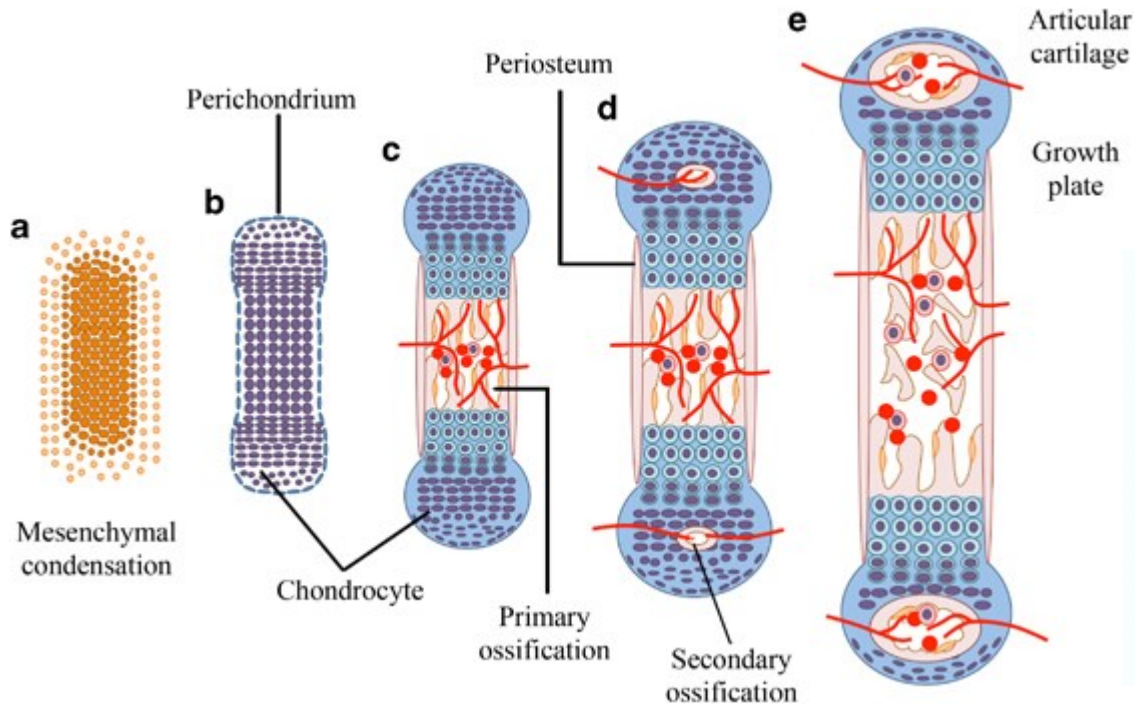 a
Mesenchymal
condensation
Perichondrium
b
Chondrocyte
c
Primary
ossification
Periosteum
d
Secondary
ossification
e
Articular
cartilage
Growth
plate